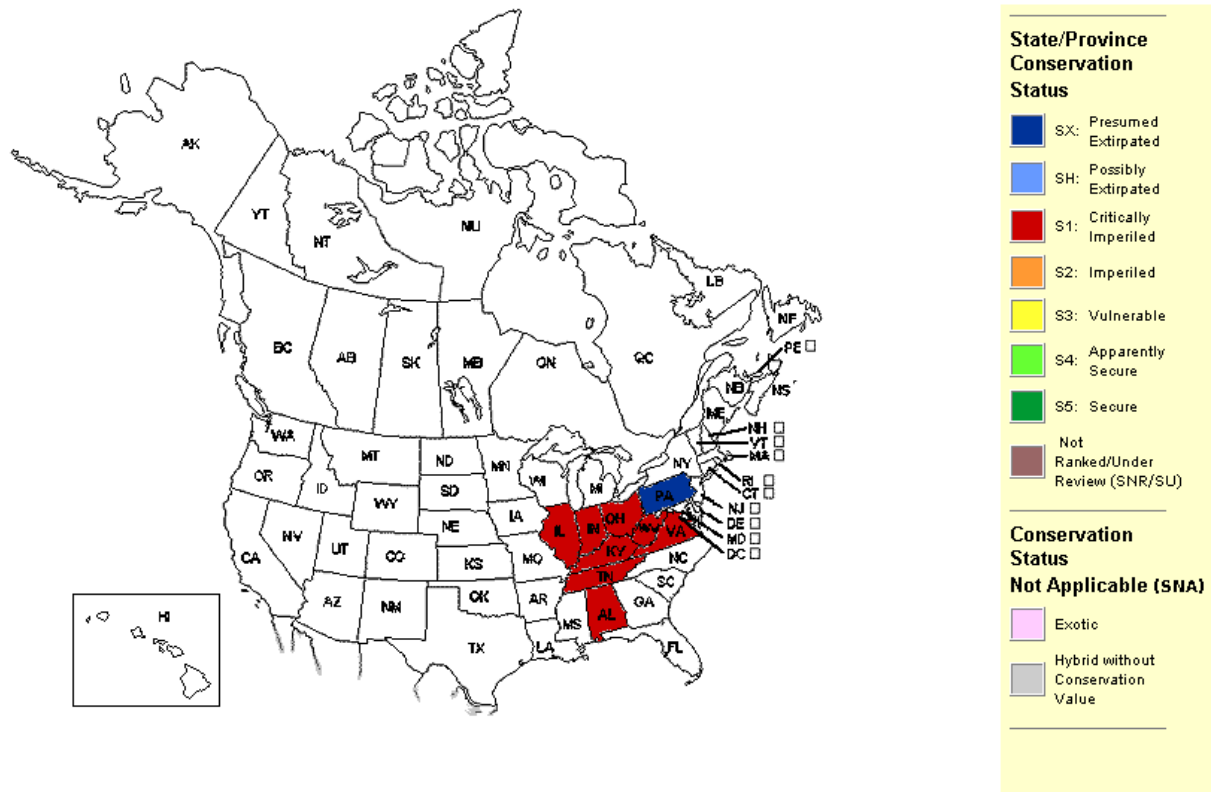 AK
YT
NT
NU
LB
NF
PE
BC
AB
SK
MB
ON
QC
NB
NS
ME
NH
VT
MA
WA
MT
ND
MN
NY
OR
ID
SD
WI
MI
RI
CT
WY
PA
NJ
IA
NE
IL
IN
OH
DE
NV
UT
CO
WV
VA
MD
CA
KS
MO
KY
DC
NC
AZ
NM
OK
AR
TN
SC
MS
AL
GA
TX
LA
FL
HI
State/Province
Conservation
Status
SX: Presumed
Extirpated
SH: Possibly
Extirpated
S1: Critically
Imperiled
S2: Imperiled
S3: Vulnerable
S4: Apparently
Secure
S5: Secure
Not
Ranked/Under
Review (SNR/SU)
Conservation
Status
Not Applicable (SNA)
Exotic
Hybrid without
Conservation
Value